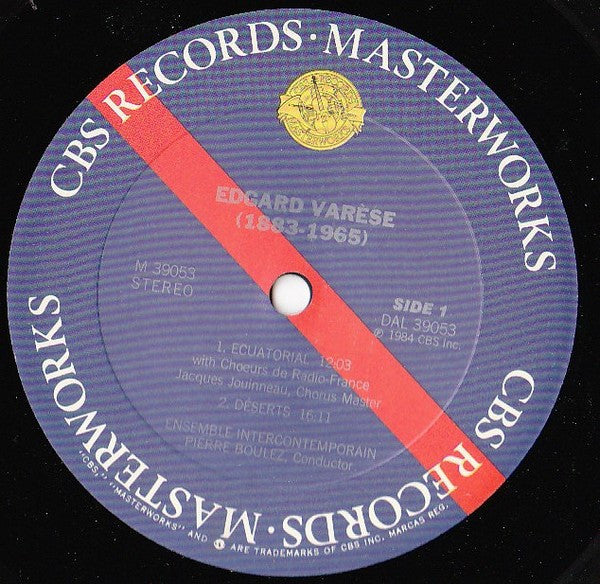 CBS RECORDS · MASTERWORKS
EDGARD VARÈSE
(1883-1965)
M 39053
STEREO
SIDE 1
DAL 39053
℗ 1984 CBS Inc.
1. ECUATORIAL 12:03
with Choeurs de Radio-France
Jacques Jouinneau, Chorus Master
2. DÉSERTS 16:11
ENSEMBLE INTERCONTEMPORAIN
PIERRE BOULEZ, Conductor
CBS RECORDS · MASTERWORKS
"CBS," "MASTERWORKS" AND ARE TRADEMARKS OF CBS INC. MARCAS REG.